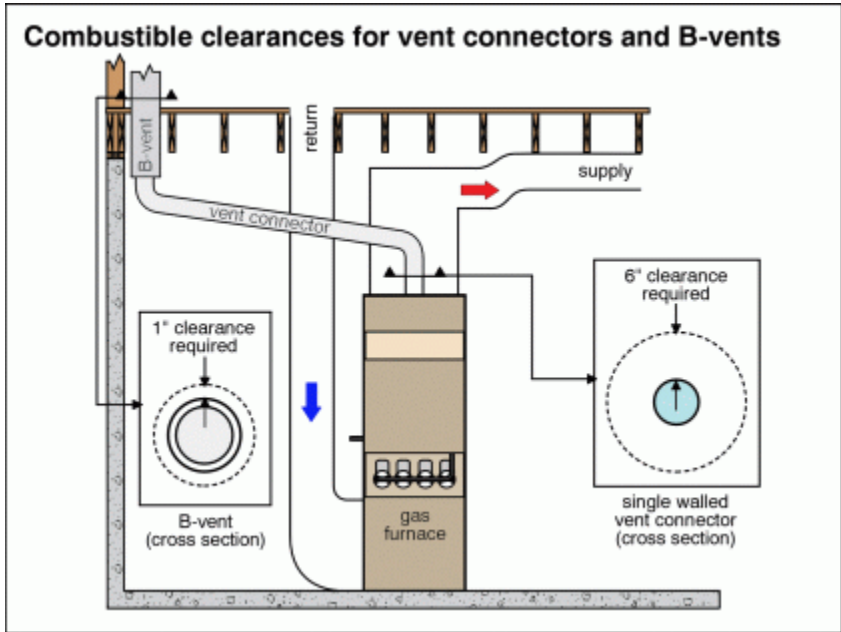 Combustible clearances for vent connectors and B-vents
B-vent
return
supply
vent connector
1" clearance
required
6" clearance
required
B-vent
(cross section)
gas
furnace
single walled
vent connector
(cross section)